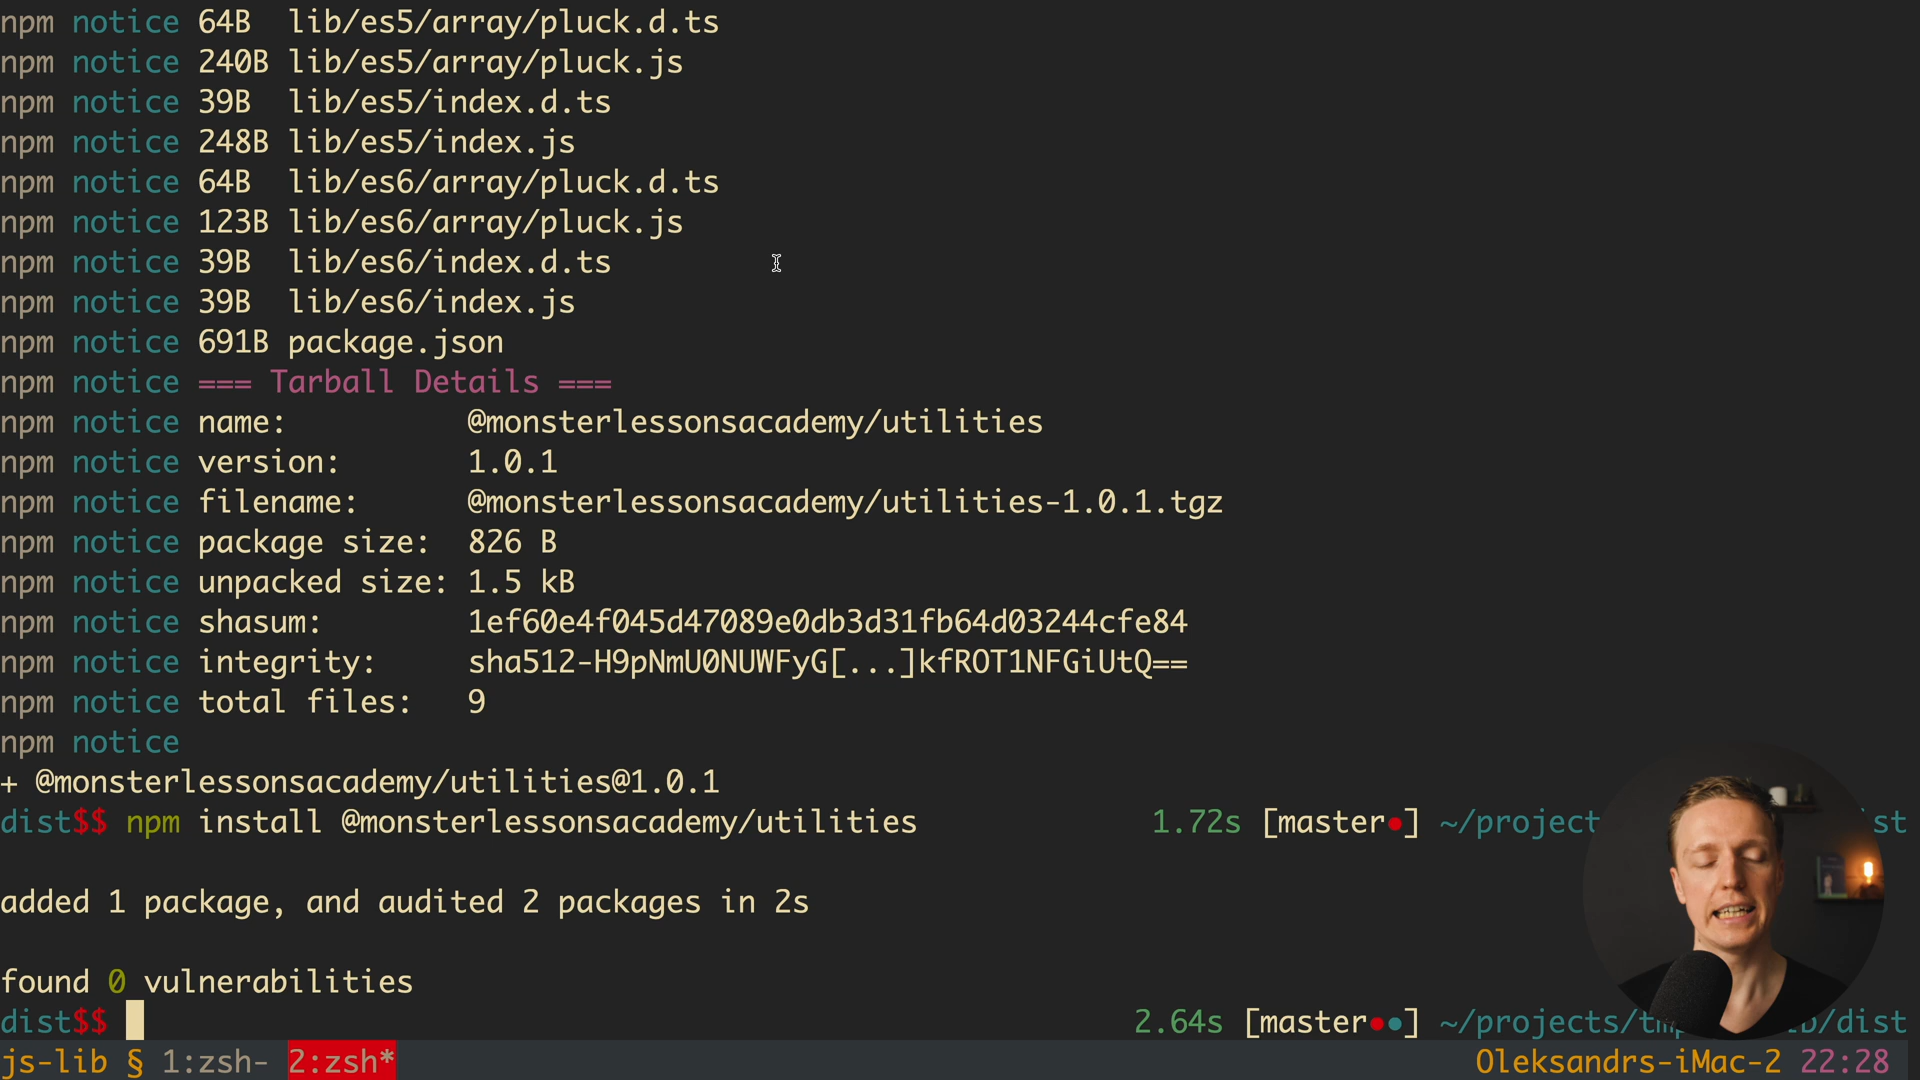 npm notice 64B  lib/es5/array/pluck.d.ts
npm notice 240B lib/es5/array/pluck.js
npm notice 39B  lib/es5/index.d.ts
npm notice 248B lib/es5/index.js
npm notice 64B  lib/es6/array/pluck.d.ts
npm notice 123B lib/es6/array/pluck.js
npm notice 39B  lib/es6/index.d.ts
npm notice 39B  lib/es6/index.js
npm notice 691B package.json
npm notice === Tarball Details ===
npm notice name:          @monsterlessonsacademy/utilities
npm notice version:       1.0.1
npm notice filename:      @monsterlessonsacademy/utilities-1.0.1.tgz
npm notice package size:  826 B
npm notice unpacked size: 1.5 kB
npm notice shasum:        1ef60e4f045d47089e0db3d31fb64d03244cfe84
npm notice integrity:     sha512-H9pNmU0NUWFyG[...]kfROT1NFGiUtQ==
npm notice total files:   9
npm notice
+ @monsterlessonsacademy/utilities@1.0.1
dist$$ npm install @monsterlessonsacademy/utilities 1.72s [master●] ~/project
added 1 package, and audited 2 packages in 2s
found 0 vulnerabilities
dist$$ 2.64s [master●●] ~/projects/ /dist
js-lib § 1:zsh- 2:zsh* Oleksandrs-iMac-2 22:28